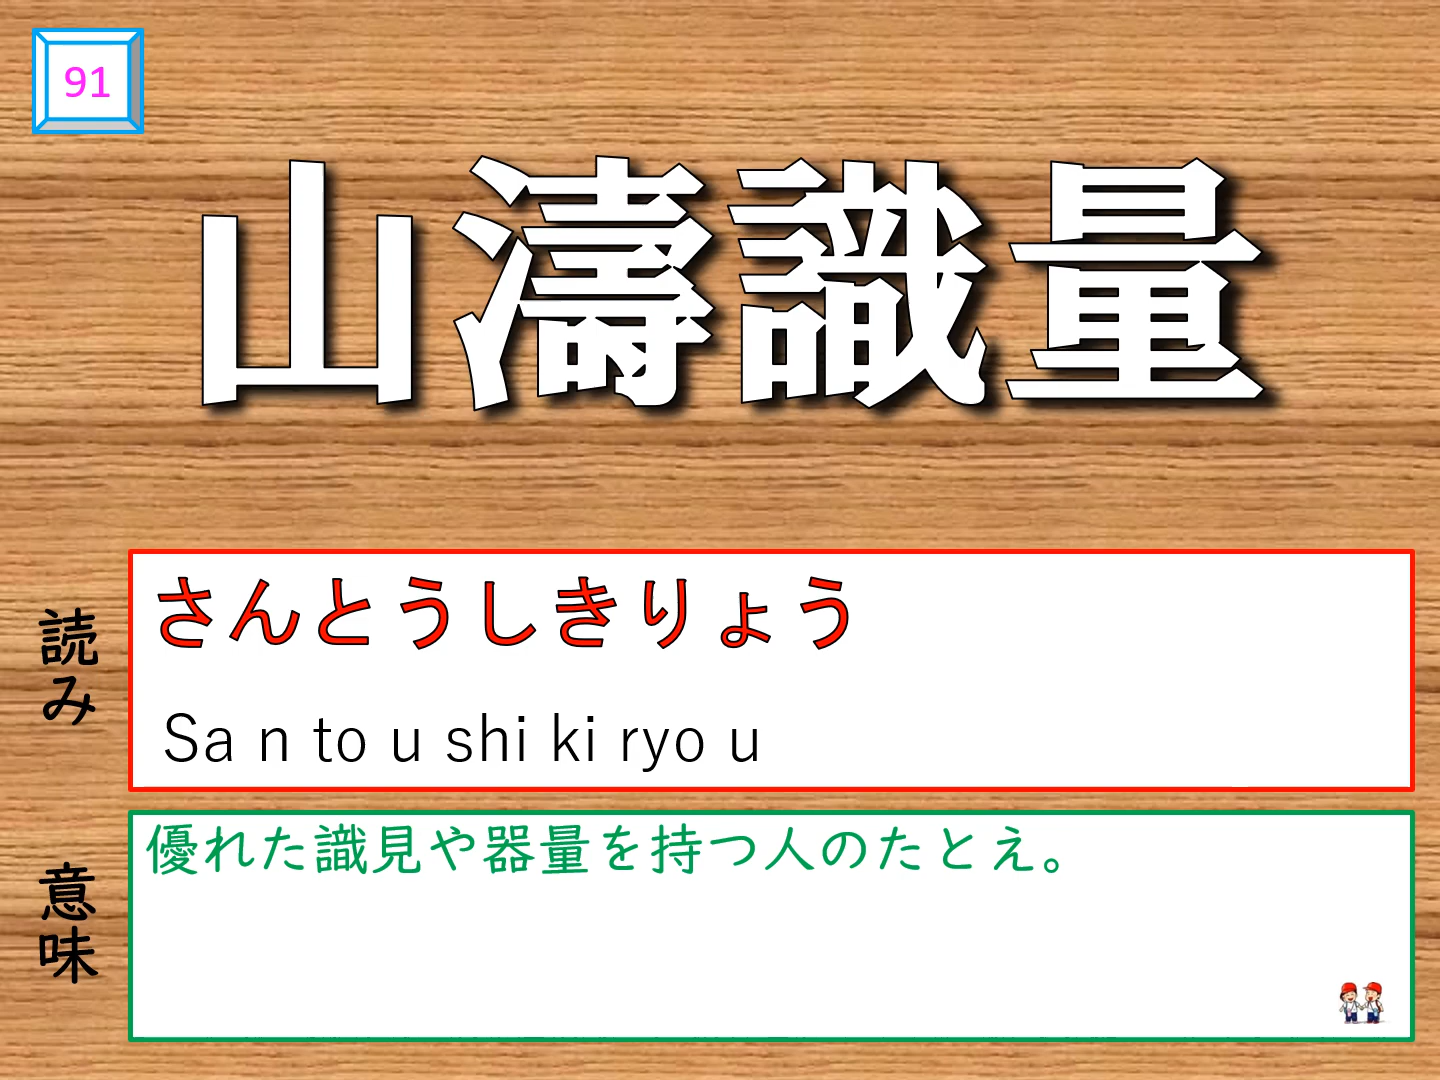 91
山濤識量
読み
さんとうしきりょう
Sa n to u shi ki ryo u
意味
優れた識見や器量を持つ人のたとえ。